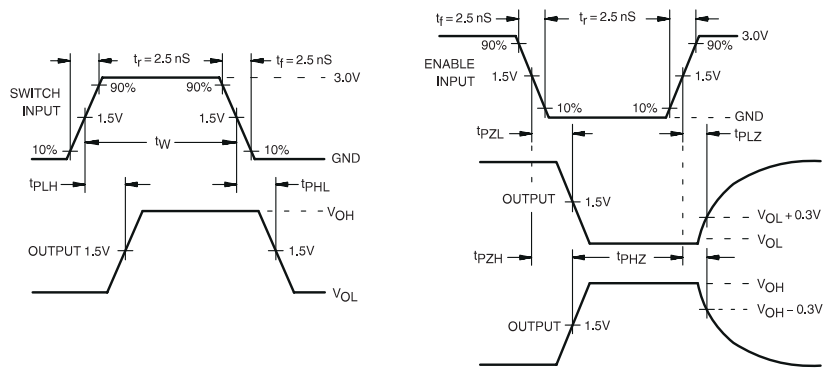 tr = 2.5 nS
tf = 2.5 nS
3.0V
90%
90%
SWITCH
INPUT
1.5V
1.5V
tW
10%
10%
GND
tPLH
tPHL
VOH
OUTPUT 1.5V
1.5V
VOL
tf = 2.5 nS
tr = 2.5 nS
3.0V
90%
90%
ENABLE
INPUT
1.5V
1.5V
10%
10%
GND
tPZL
tPLZ
OUTPUT
1.5V
VOL + 0.3V
VOL
tPZH
tPHZ
VOH
VOH – 0.3V
OUTPUT
1.5V